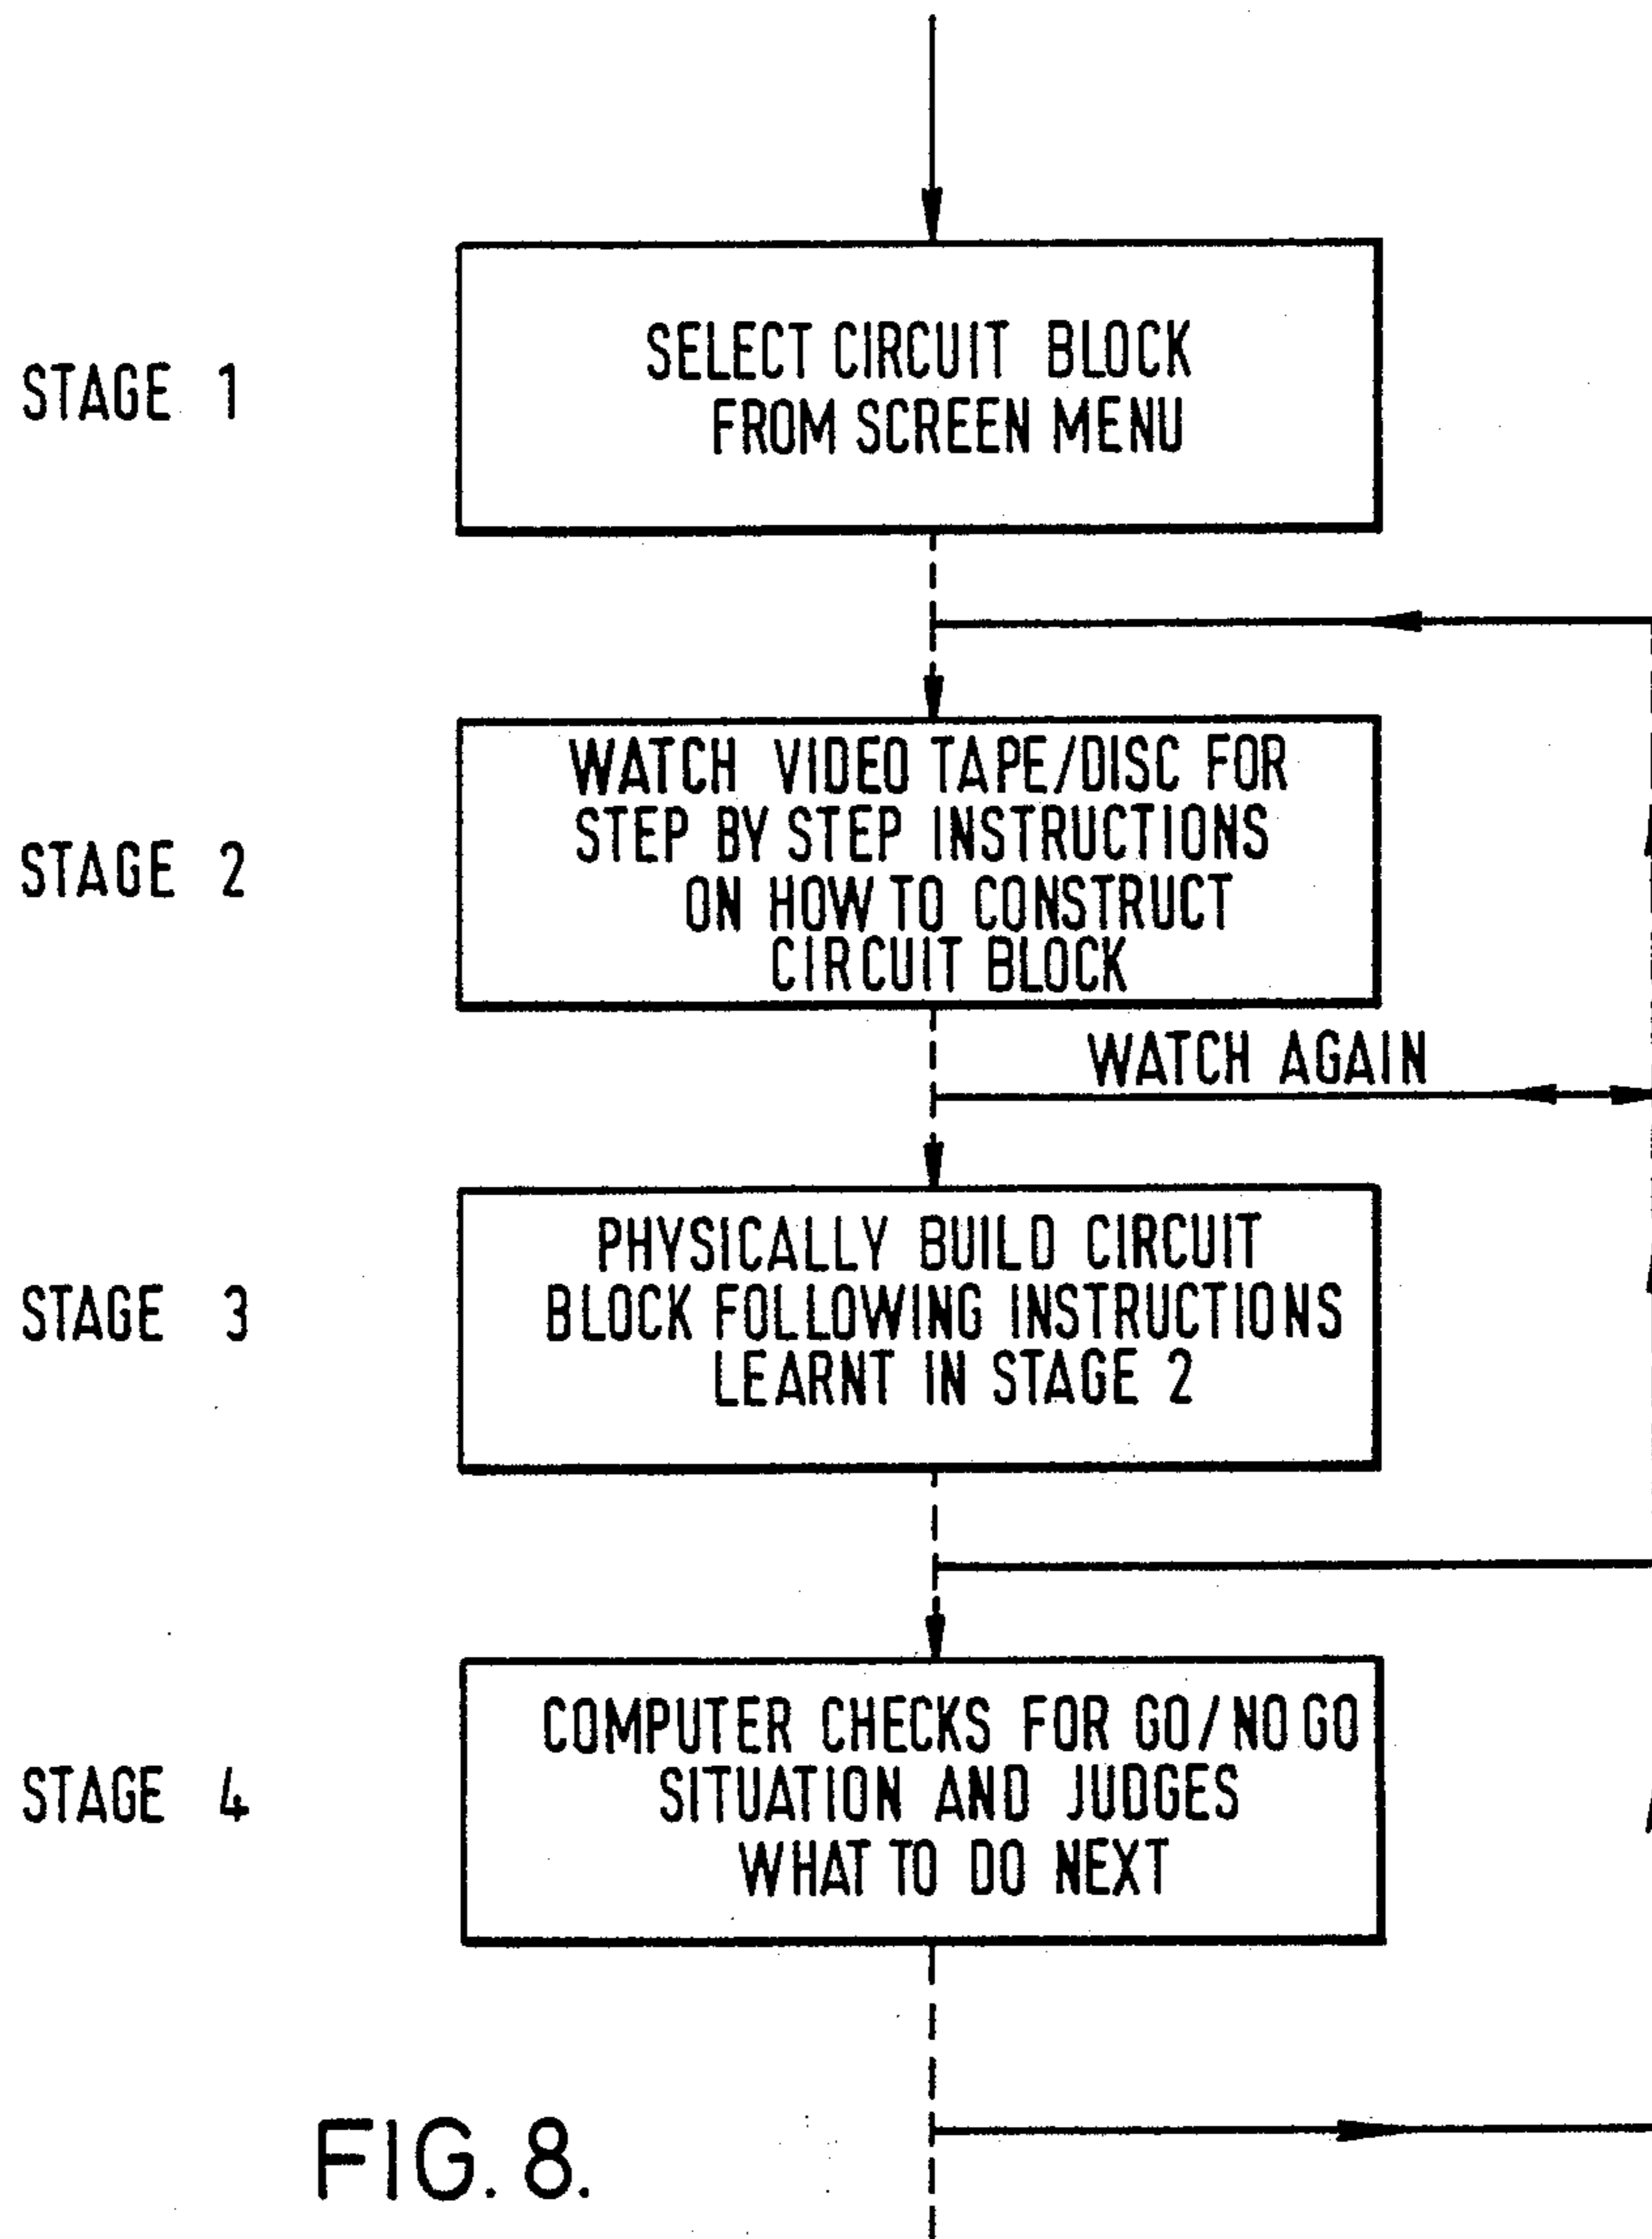 STAGE 1
SELECT CIRCUIT BLOCK
FROM SCREEN MENU
STAGE 2
WATCH VIDEO TAPE/DISC FOR
STEP BY STEP INSTRUCTIONS
ON HOW TO CONSTRUCT
CIRCUIT BLOCK
WATCH AGAIN
STAGE 3
PHYSICALLY BUILD CIRCUIT
BLOCK FOLLOWING INSTRUCTIONS
LEARNT IN STAGE 2
STAGE 4
COMPUTER CHECKS FOR GO/NO GO
SITUATION AND JUDGES
WHAT TO DO NEXT
FIG. 8.